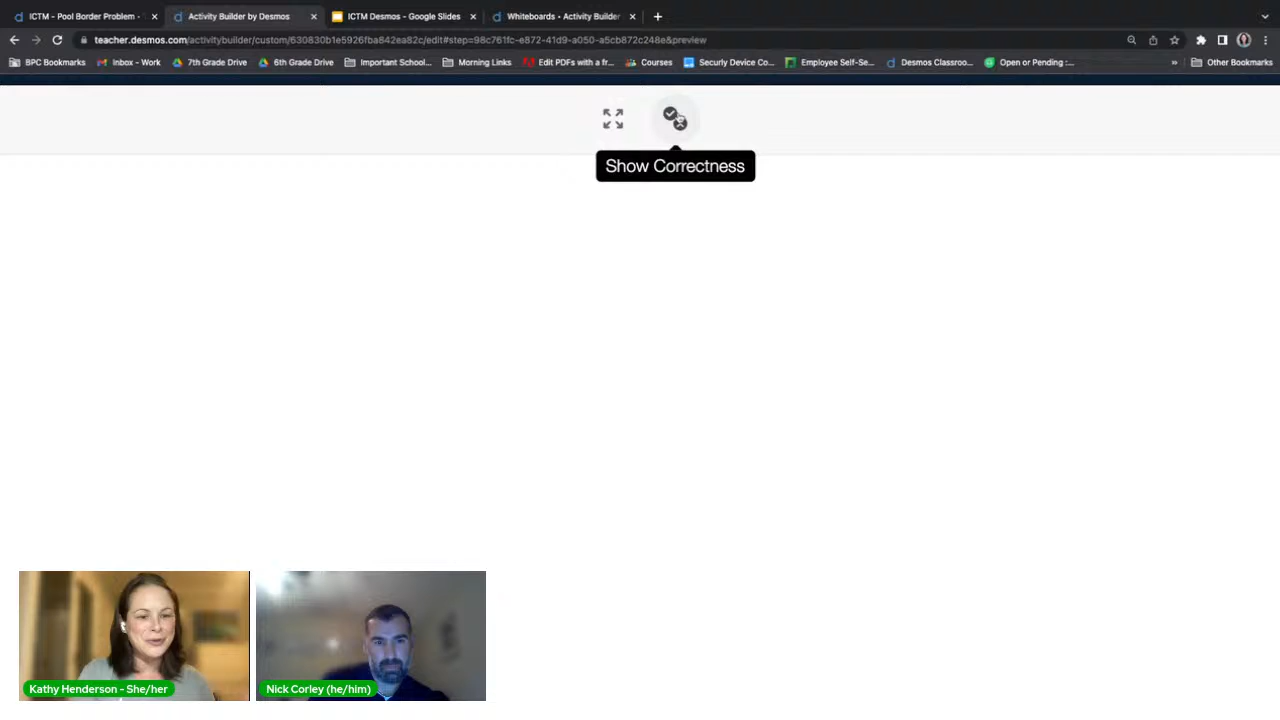 ICTM - Pool Border Problem -
Activity Builder by Desmos
ICTM Desmos - Google Slides
Whiteboards • Activity Builder
teacher.desmos.com/activitybuilder/custom/630830b1e5926fba842ea82c/edit#step=98c761fc-e872-41d9-a050-a5cb872c248e&preview
BPC Bookmarks
Inbox - Work
7th Grade Drive
6th Grade Drive
Important School...
Morning Links
Edit PDFs with a fr...
Courses
Securly Device Co...
Employee Self-Se...
Desmos Classroo...
Open or Pending :...
»
Other Bookmarks
Show Correctness
Kathy Henderson - She/her
Nick Corley (he/him)